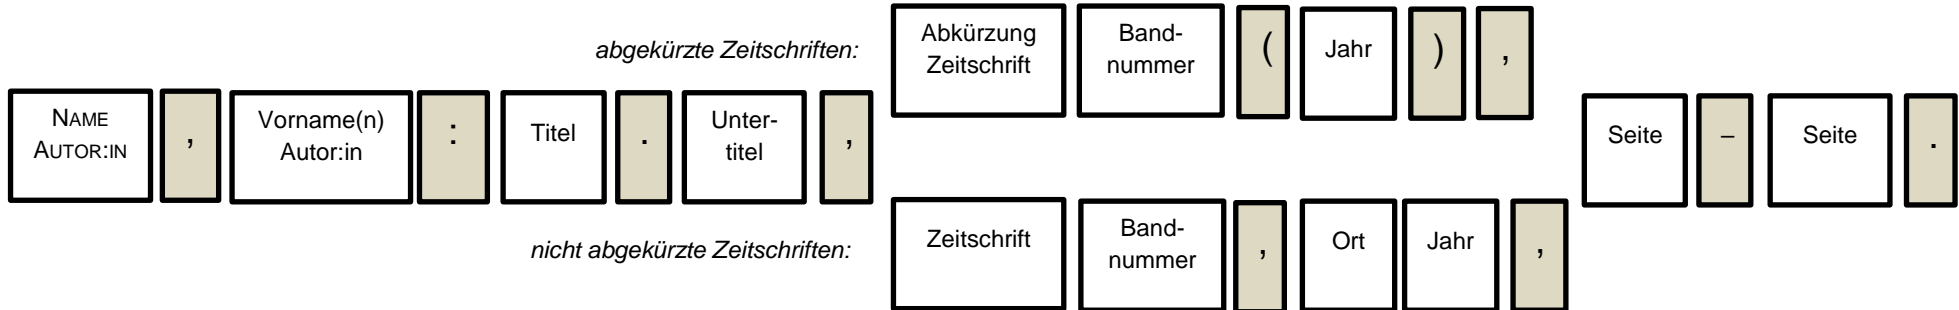 abgekürzte Zeitschriften:
Abkürzung
Zeitschrift
Band-
nummer
(
Jahr
)
,
NAME
AUTOR:IN
,
Vorname(n)
Autor:in
:
Titel
.
Unter-
titel
,
Seite
–
Seite
.
nicht abgekürzte Zeitschriften:
Zeitschrift
Band-
nummer
,
Ort
Jahr
,